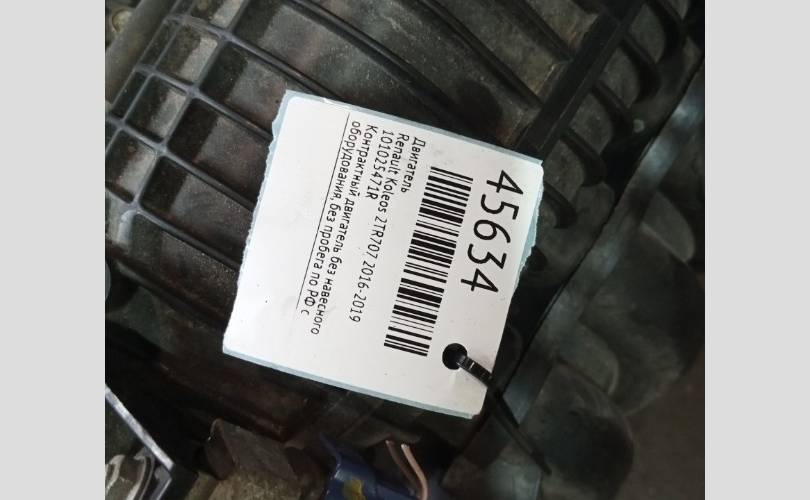 45634
Двигатель
Renault Koleos 2TR707 2016-2019
101025471R
Контрактный двигатель без навесного
оборудования, без пробега по РФ с